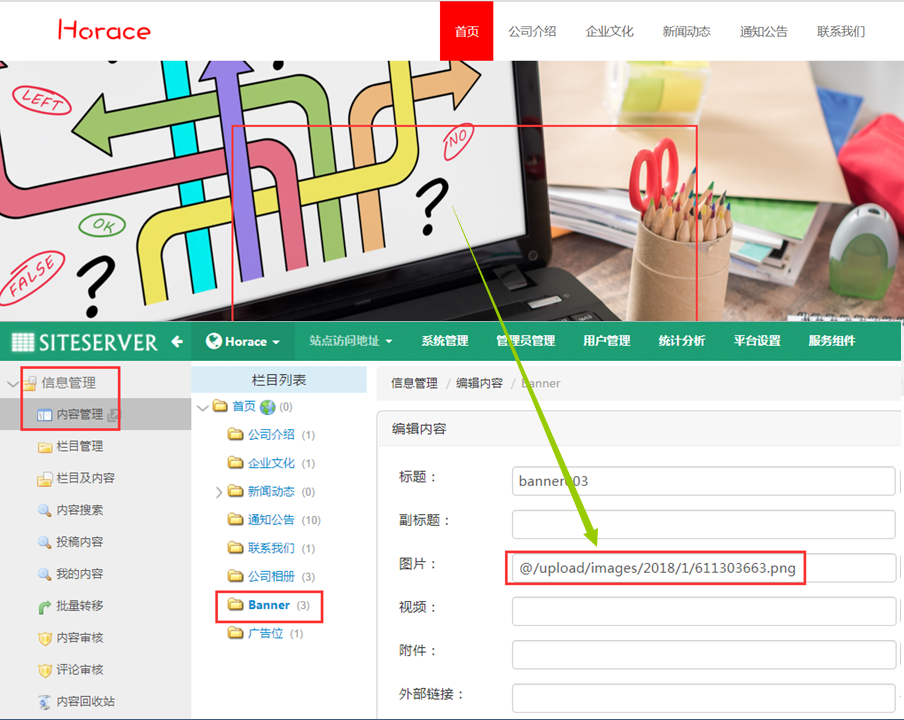 Horace
首页 公司介绍 企业文化 新闻动态 通知公告 联系我们
LEFT
NO
?
OK
FALSE
?
SITESERVER Horace 站点访问地址 系统管理 管理员管理 用户管理 统计分析 平台设置 服务组件
信息管理
内容管理
栏目管理
栏目及内容
内容搜索
投稿内容
我的内容
批量转移
内容审核
评论审核
内容回收站
栏目列表
首页 (0)
公司介绍 (1)
企业文化 (1)
新闻动态 (0)
通知公告 (10)
联系我们 (1)
公司相册 (3)
Banner (3)
广告位 (1)
信息管理 / 编辑内容 / Banner
编辑内容
标题：
banner003
副标题：
图片：
@/upload/images/2018/1/611303663.png
视频：
附件：
外部链接：